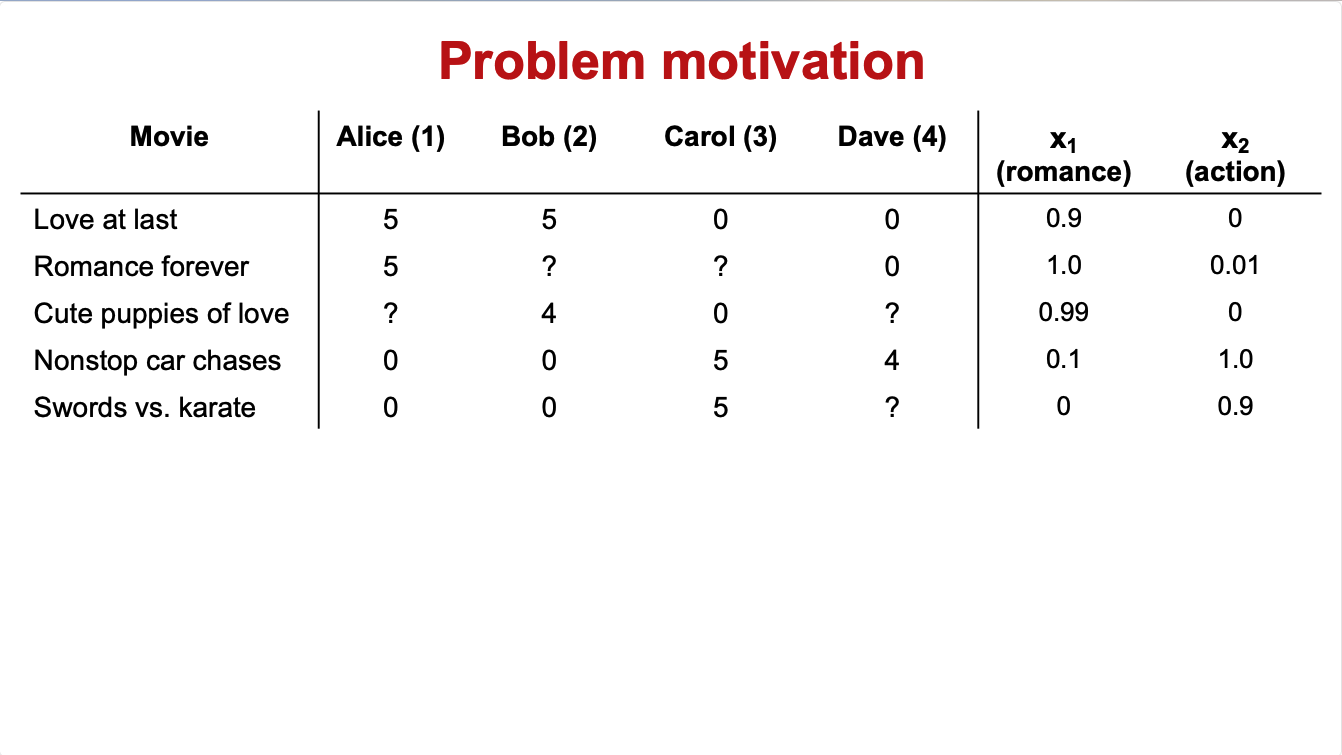 Problem motivation
Movie Alice (1) Bob (2) Carol (3) Dave (4) x₁ x₂
(romance) (action)
Love at last 5 5 0 0 0.9 0
Romance forever 5 ? ? 0 1.0 0.01
Cute puppies of love ? 4 0 ? 0.99 0
Nonstop car chases 0 0 5 4 0.1 1.0
Swords vs. karate 0 0 5 ? 0 0.9